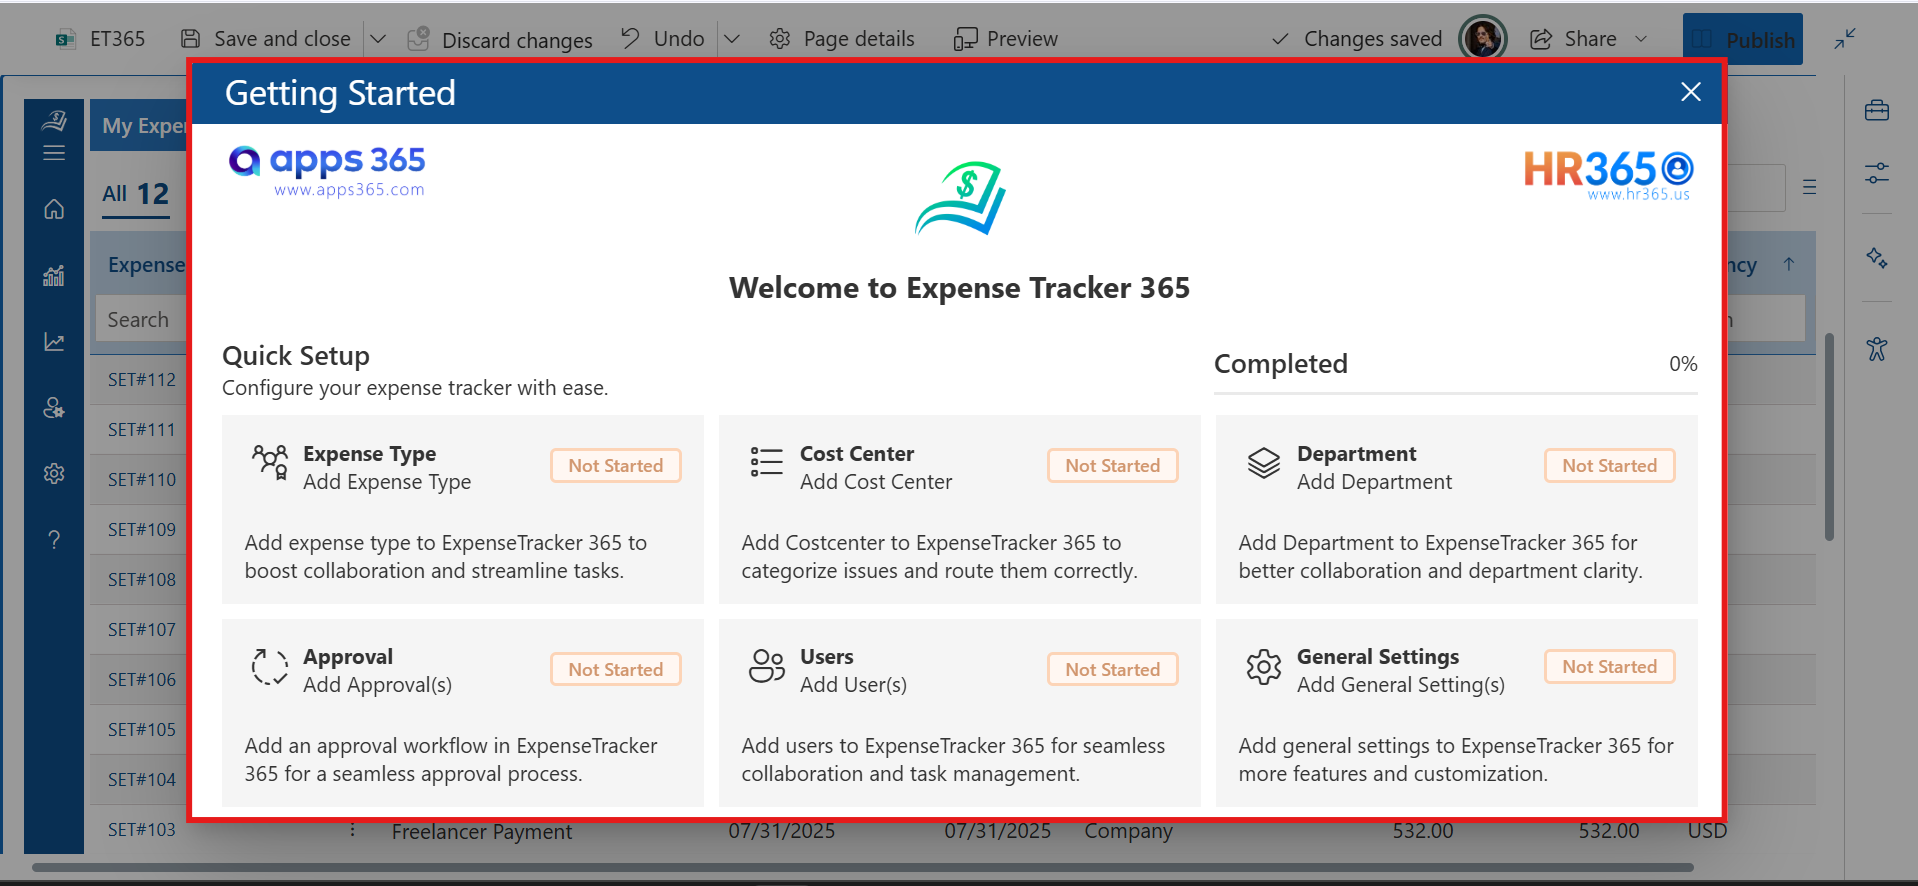 ET365
Save and close
Discard changes
Undo
Page details
Preview
Changes saved
Share
Publish
Getting Started
My Expe
apps 365
www.apps365.com
HR365
www.hr365.us
All 12
Welcome to Expense Tracker 365
Expense
ncy
Search
Quick Setup
Configure your expense tracker with ease.
Completed
0%
SET#112
SET#111
SET#110
SET#109
SET#108
SET#107
SET#106
SET#105
SET#104
Expense Type
Add Expense Type
Not Started
Add expense type to ExpenseTracker 365 to
boost collaboration and streamline tasks.
Cost Center
Add Cost Center
Not Started
Add Costcenter to ExpenseTracker 365 to
categorize issues and route them correctly.
Department
Add Department
Not Started
Add Department to ExpenseTracker 365 for
better collaboration and department clarity.
Approval
Add Approval(s)
Not Started
Add an approval workflow in ExpenseTracker
365 for a seamless approval process.
Users
Add User(s)
Not Started
Add users to ExpenseTracker 365 for seamless
collaboration and task management.
General Settings
Add General Setting(s)
Not Started
Add general settings to ExpenseTracker 365 for
more features and customization.
SET#103 Freelancer Payment 07/31/2025 07/31/2025 Company 532.00 532.00 USD